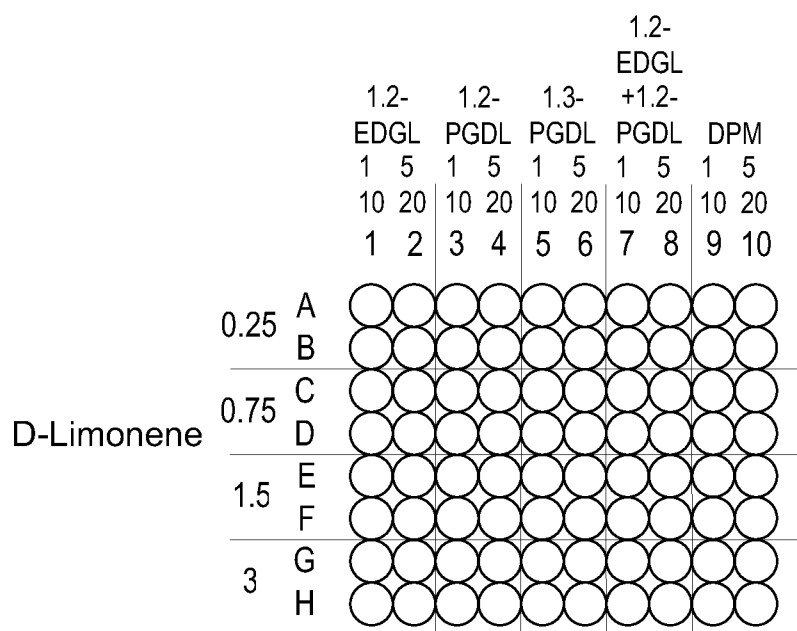 1.2-
EDGL
1.2- 1.2- 1.3- +1.2-
EDGL PGDL PGDL PGDL DPM
1 5 1 5 1 5 1 5 1 5
10 20 10 20 10 20 10 20 10 20
1 2 3 4 5 6 7 8 9 10
A
0.25
B
C
0.75
D-Limonene D
E
1.5
F
G
3
H